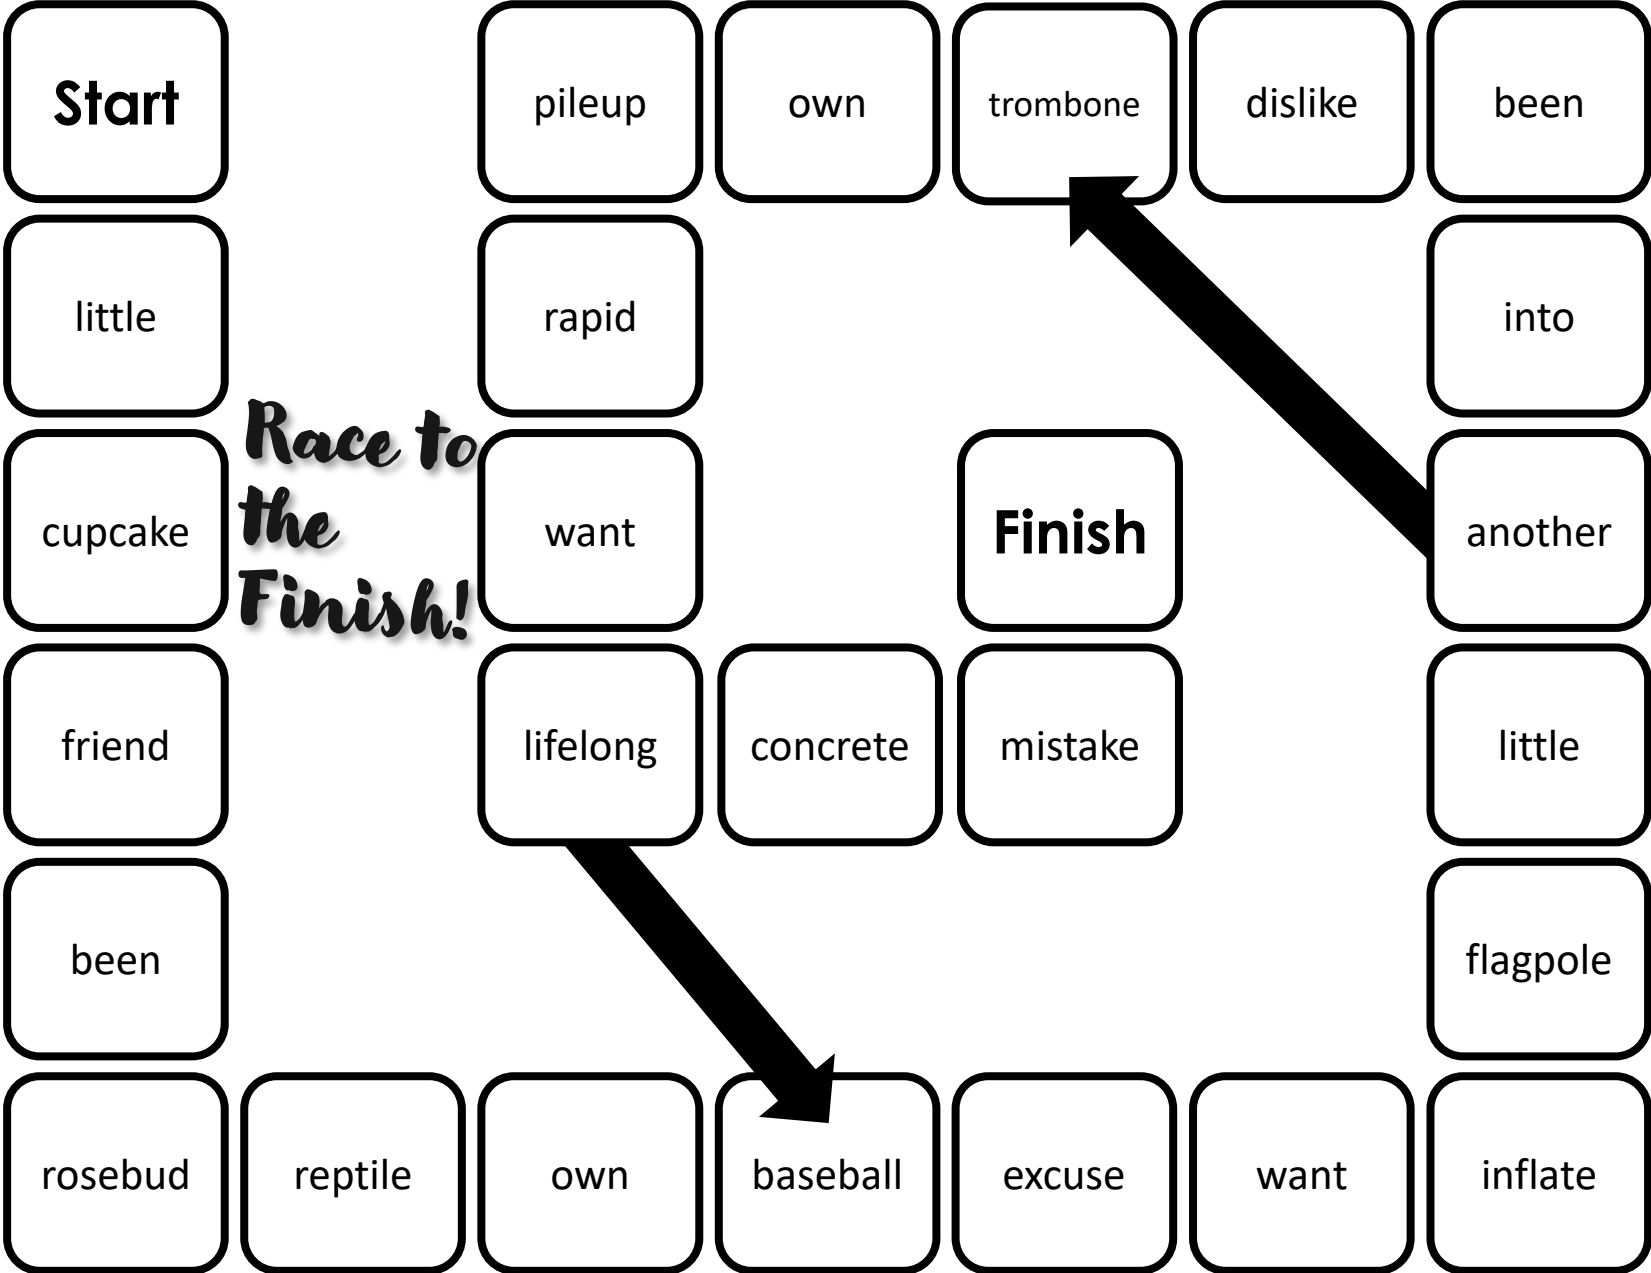 Start
pileup
own
trombone
dislike
been
little
rapid
into
Race to
the
Finish!
cupcake
want
Finish
another
friend
lifelong
concrete
mistake
little
been
flagpole
rosebud
reptile
own
baseball
excuse
want
inflate